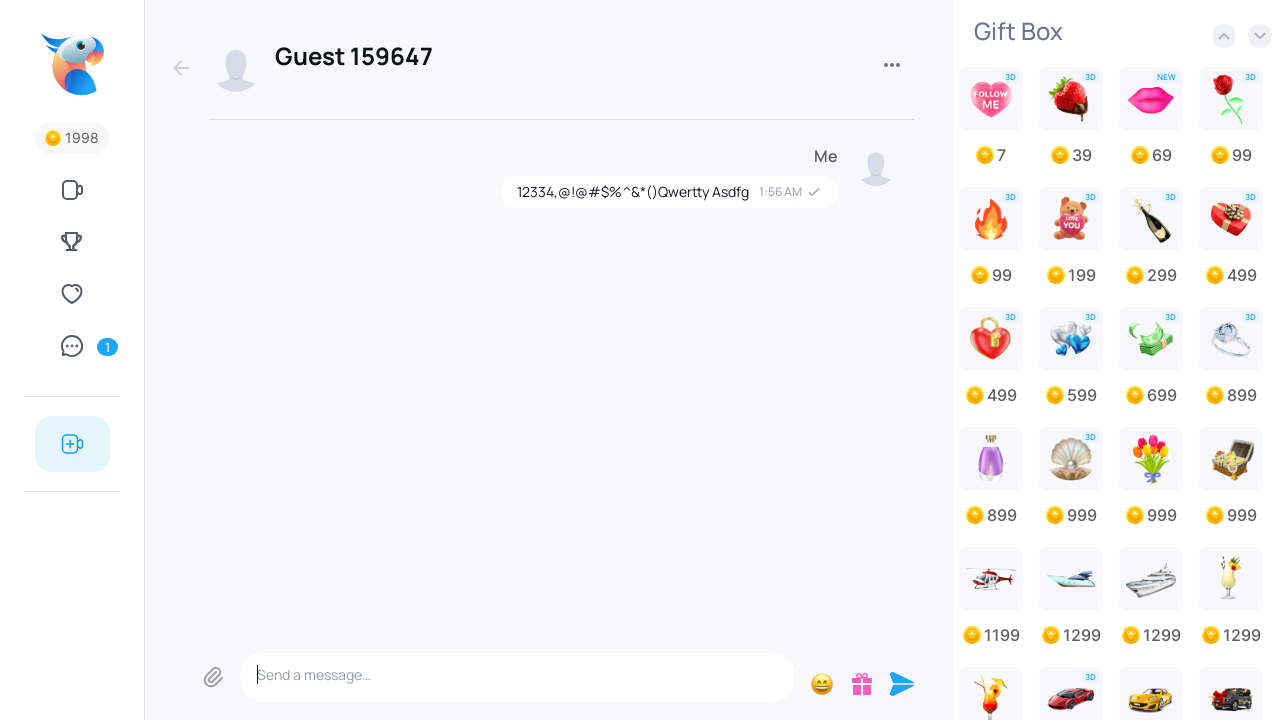 1998
1
Guest 159647
Me
12334,@!@#$%^&*()Qwertty Asdfg 1:56 AM
Send a message...
Gift Box
3D 3D NEW 3D
FOLLOW
ME
7 39 69 99
3D 3D 3D 3D
LOVE
YOU
99 199 299 499
3D 3D 3D 3D
499 599 699 899
3D
899 999 999 999
1199 1299 1299 1299
3D